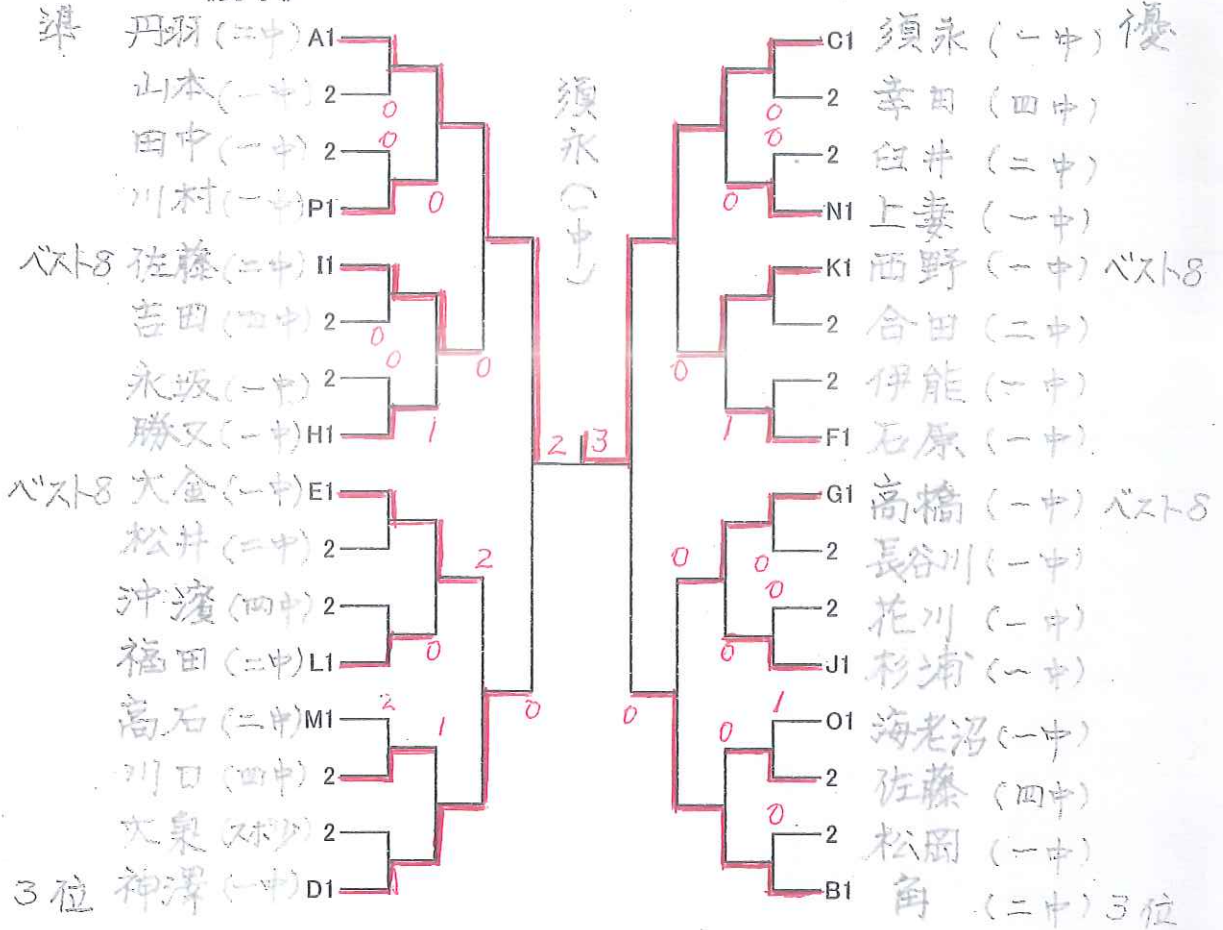 準 丹羽(二中) A1
山本(一中) 2
0
0
田中(一中) 2
川村(一中) P1
0
ベスト8 佐藤(二中) I1
吉田(四中) 2
0
0
0
永坂(一中) 2
勝又(一中) H1
1
ベスト8 大金(一中) E1
松井(二中) 2
2
沖濱(四中) 2
福田(二中) L1
0
高石(二中) M1
2
1
0
川口(四中) 2
大泉(スポジ) 2
3位 神澤(一中) D1
須永(一中)
2 3
C1 須永(一中) 優
2 幸田(四中)
0
0
2 臼井(二中)
N1 上妻(一中)
0
K1 西野(一中) ベスト8
2 合田(二中)
0
2 伊能(一中)
F1 石原(一中)
1
G1 高橋(一中) ベスト8
2 長谷川(一中)
0
0
0
2 花川(一中)
J1 杉浦(一中)
0
0
O1 海老沼(一中)
1
0
2 佐藤(四中)
0
2 松岡(一中)
B1 角(二中) 3位